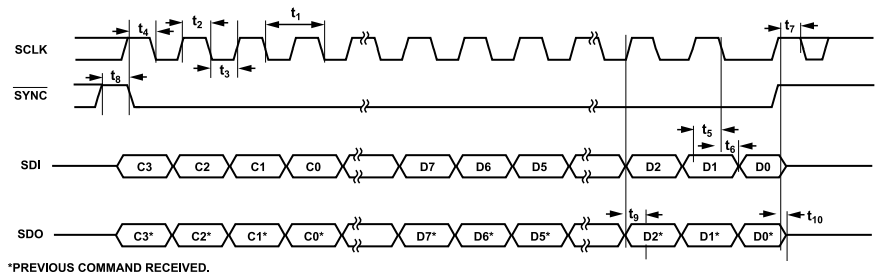 t4 t2 t1 t7
SCLK
t3
t8
SYNC
t5
t6
SDI C3 C2 C1 C0 D7 D6 D5 D2 D1 D0
t9 t10
SDO C3* C2* C1* C0* D7* D6* D5* D2* D1* D0*
*PREVIOUS COMMAND RECEIVED.